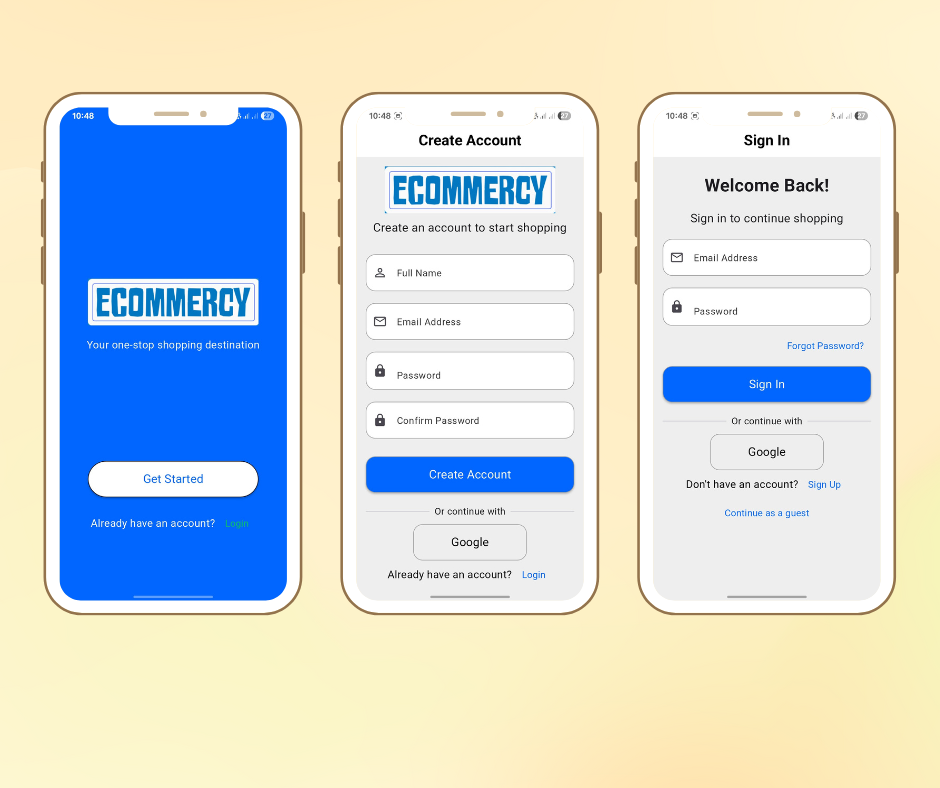 10:48
27
ECOMMERCY
Your one-stop shopping destination
Get Started
Already have an account? Login
10:48
27
Create Account
ECOMMERCY
Create an account to start shopping
Full Name
Email Address
Password
Confirm Password
Create Account
Or continue with
Google
Already have an account? Login
10:48
27
Sign In
Welcome Back!
Sign in to continue shopping
Email Address
Password
Forgot Password?
Sign In
Or continue with
Google
Don't have an account? Sign Up
Continue as a guest